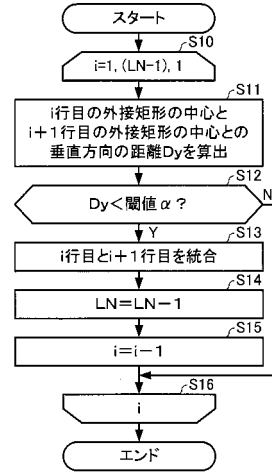 スタート
S10
i=1, (LN-1), 1
S11
i行目の外接矩形の中心と
i+1行目の外接矩形の中心との
垂直方向の距離Dyを算出
S12
Dy<閾値α?
N
Y
S13
i行目とi+1行目を統合
S14
LN=LN-1
S15
i=i-1
S16
i
エンド